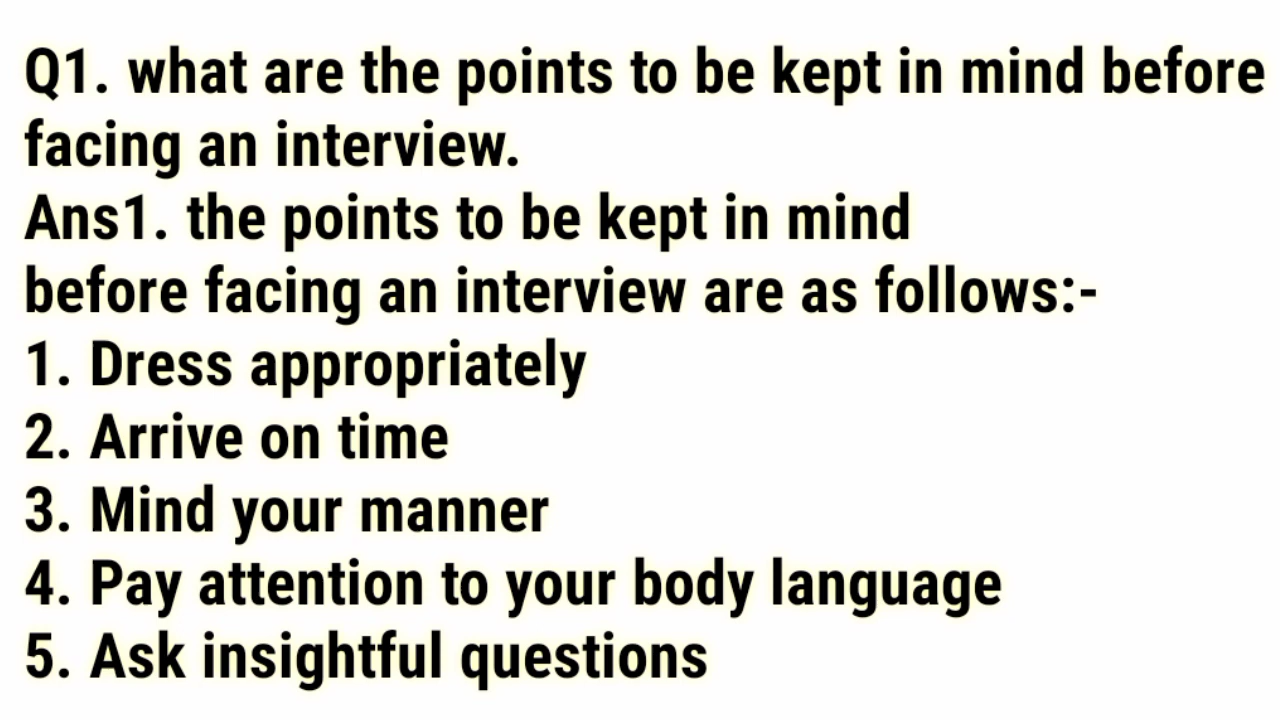 Q1. what are the points to be kept in mind before
facing an interview.
Ans1. the points to be kept in mind
before facing an interview are as follows:-
1. Dress appropriately
2. Arrive on time
3. Mind your manner
4. Pay attention to your body language
5. Ask insightful questions